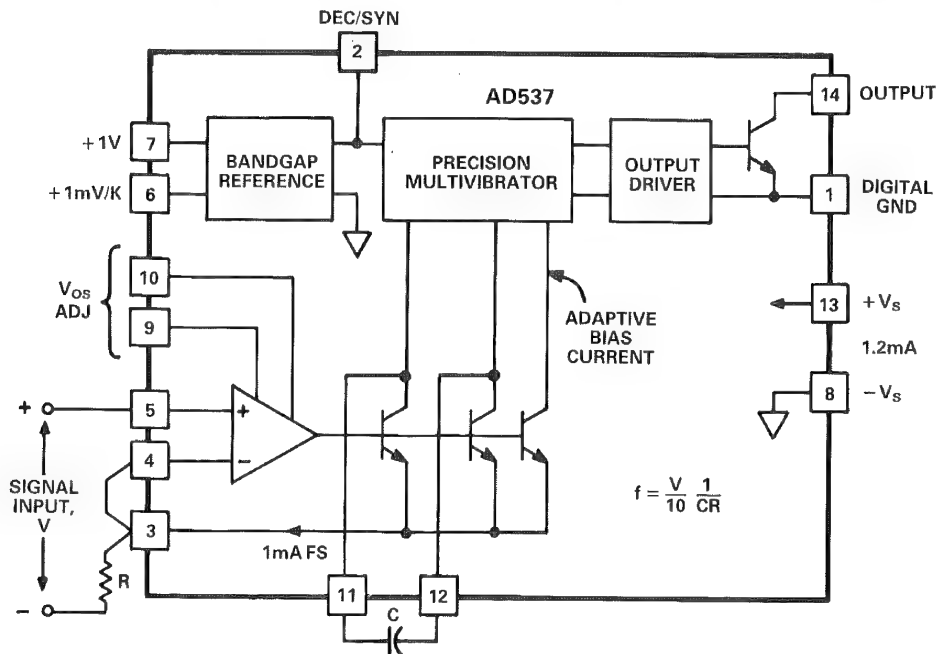 DEC/SYN
2
AD537
14 OUTPUT
+1V 7
BANDGAP
REFERENCE
PRECISION
MULTIVIBRATOR
OUTPUT
DRIVER
+1mV/K 6
1 DIGITAL
GND
10
VOS
ADJ
9
ADAPTIVE
BIAS
CURRENT
13 +VS
1.2mA
8 −VS
+ 5 +
4 −
SIGNAL
INPUT,
V
f = V/10 1/CR
3
1mA FS
R
−
11 12
C